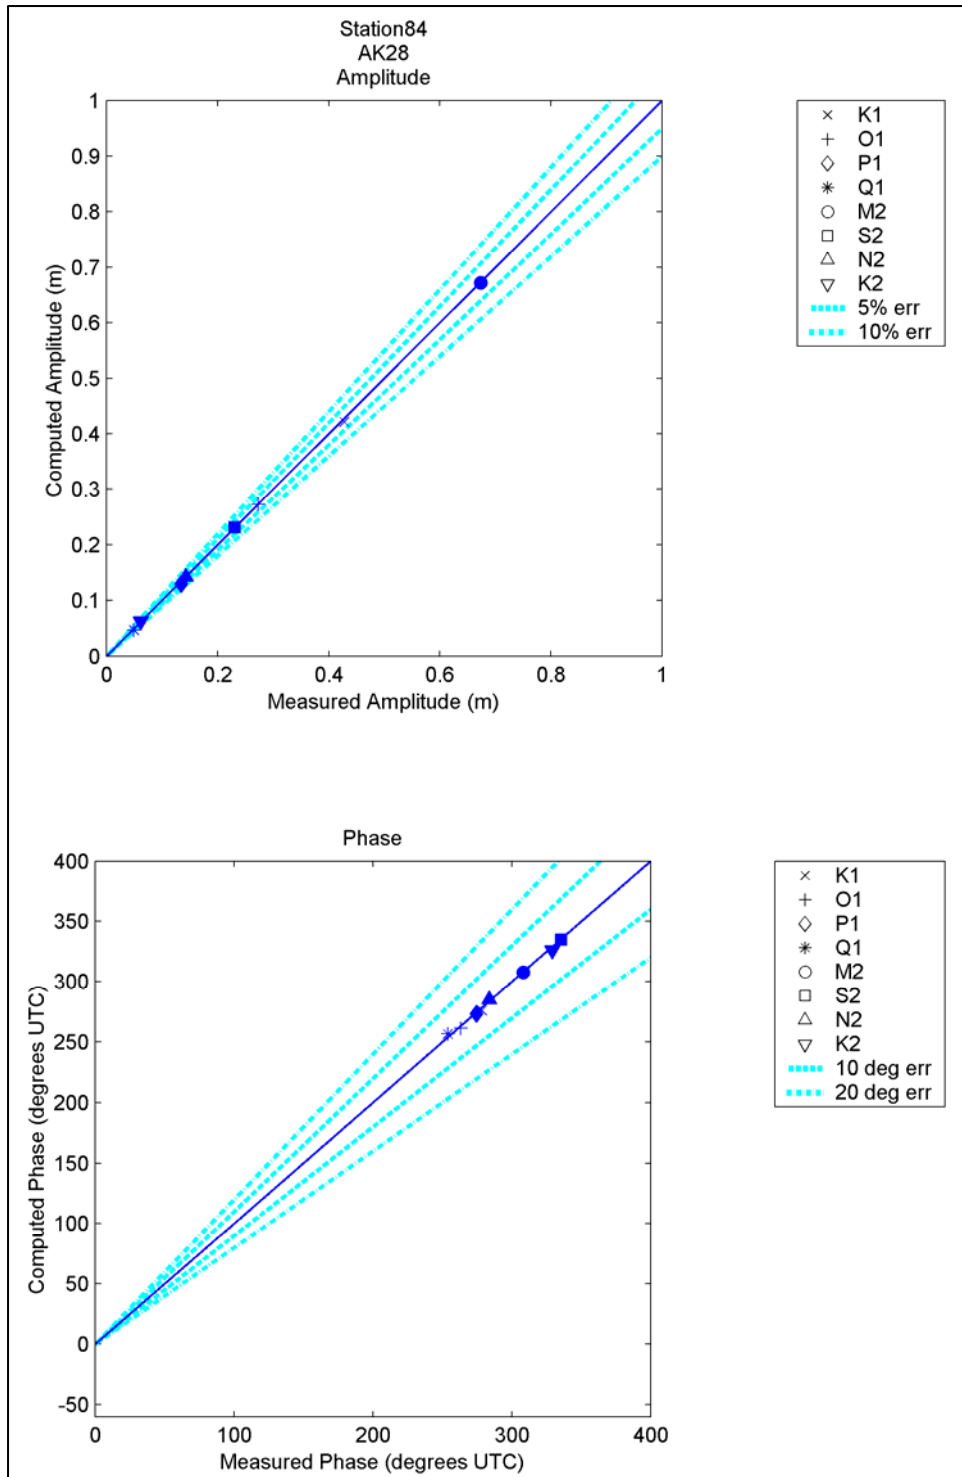 Station84
AK28
Amplitude
1
0.9
0.8
0.7
0.6
0.5
0.4
0.3
0.2
0.1
0
0
0.2
0.4
0.6
0.8
1
Computed Amplitude (m)
Measured Amplitude (m)
K1
O1
P1
Q1
M2
S2
N2
K2
5% err
10% err
Phase
400
350
300
250
200
150
100
50
0
-50
0
100
200
300
400
Computed Phase (degrees UTC)
Measured Phase (degrees UTC)
K1
O1
P1
Q1
M2
S2
N2
K2
10 deg err
20 deg err